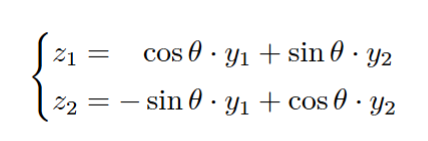 z₁ = cos θ · y₁ + sin θ · y₂
z₂ = − sin θ · y₁ + cos θ · y₂